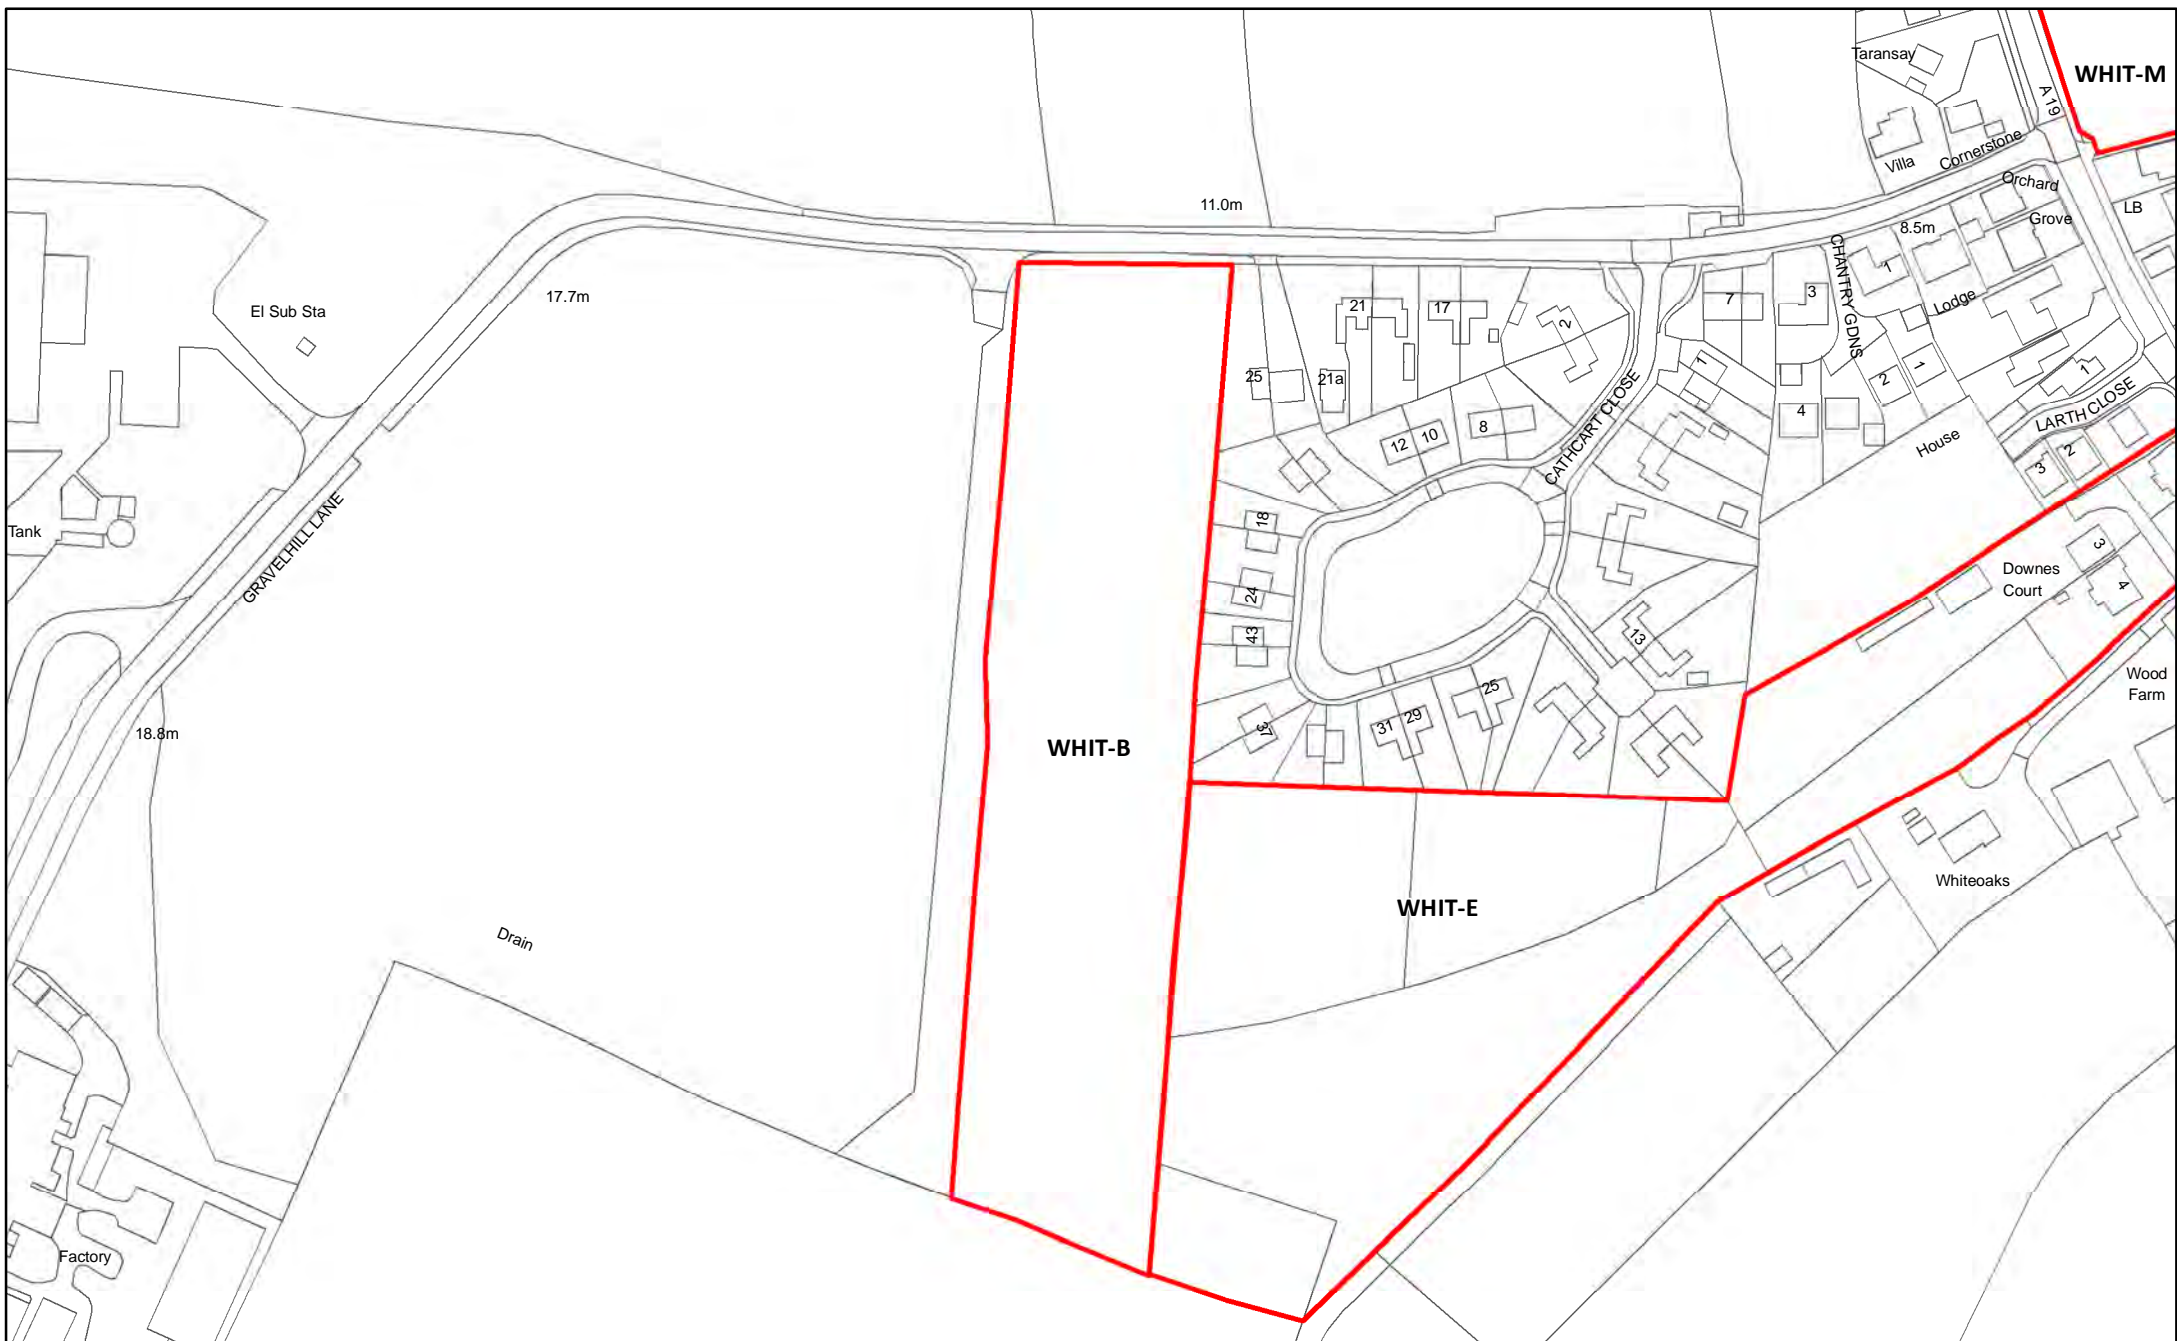 Taransay
WHIT-M
A 19
Villa
Cornerstone
Orchard
Grove
LB
11.0m
8.5m
CHANTRY GDNS
1
Lodge
El Sub Sta
17.7m
21
17
2
7
3
25
21a
1
4
2
1
1
LARTH CLOSE
12
10
8
CATHCART CLOSE
House
3
2
Tank
GRAVELHILL LANE
18
24
43
13
Downes
Court
3
4
Wood
Farm
18.8m
WHIT-B
37
31
29
25
Whiteoaks
WHIT-E
Drain
Factory